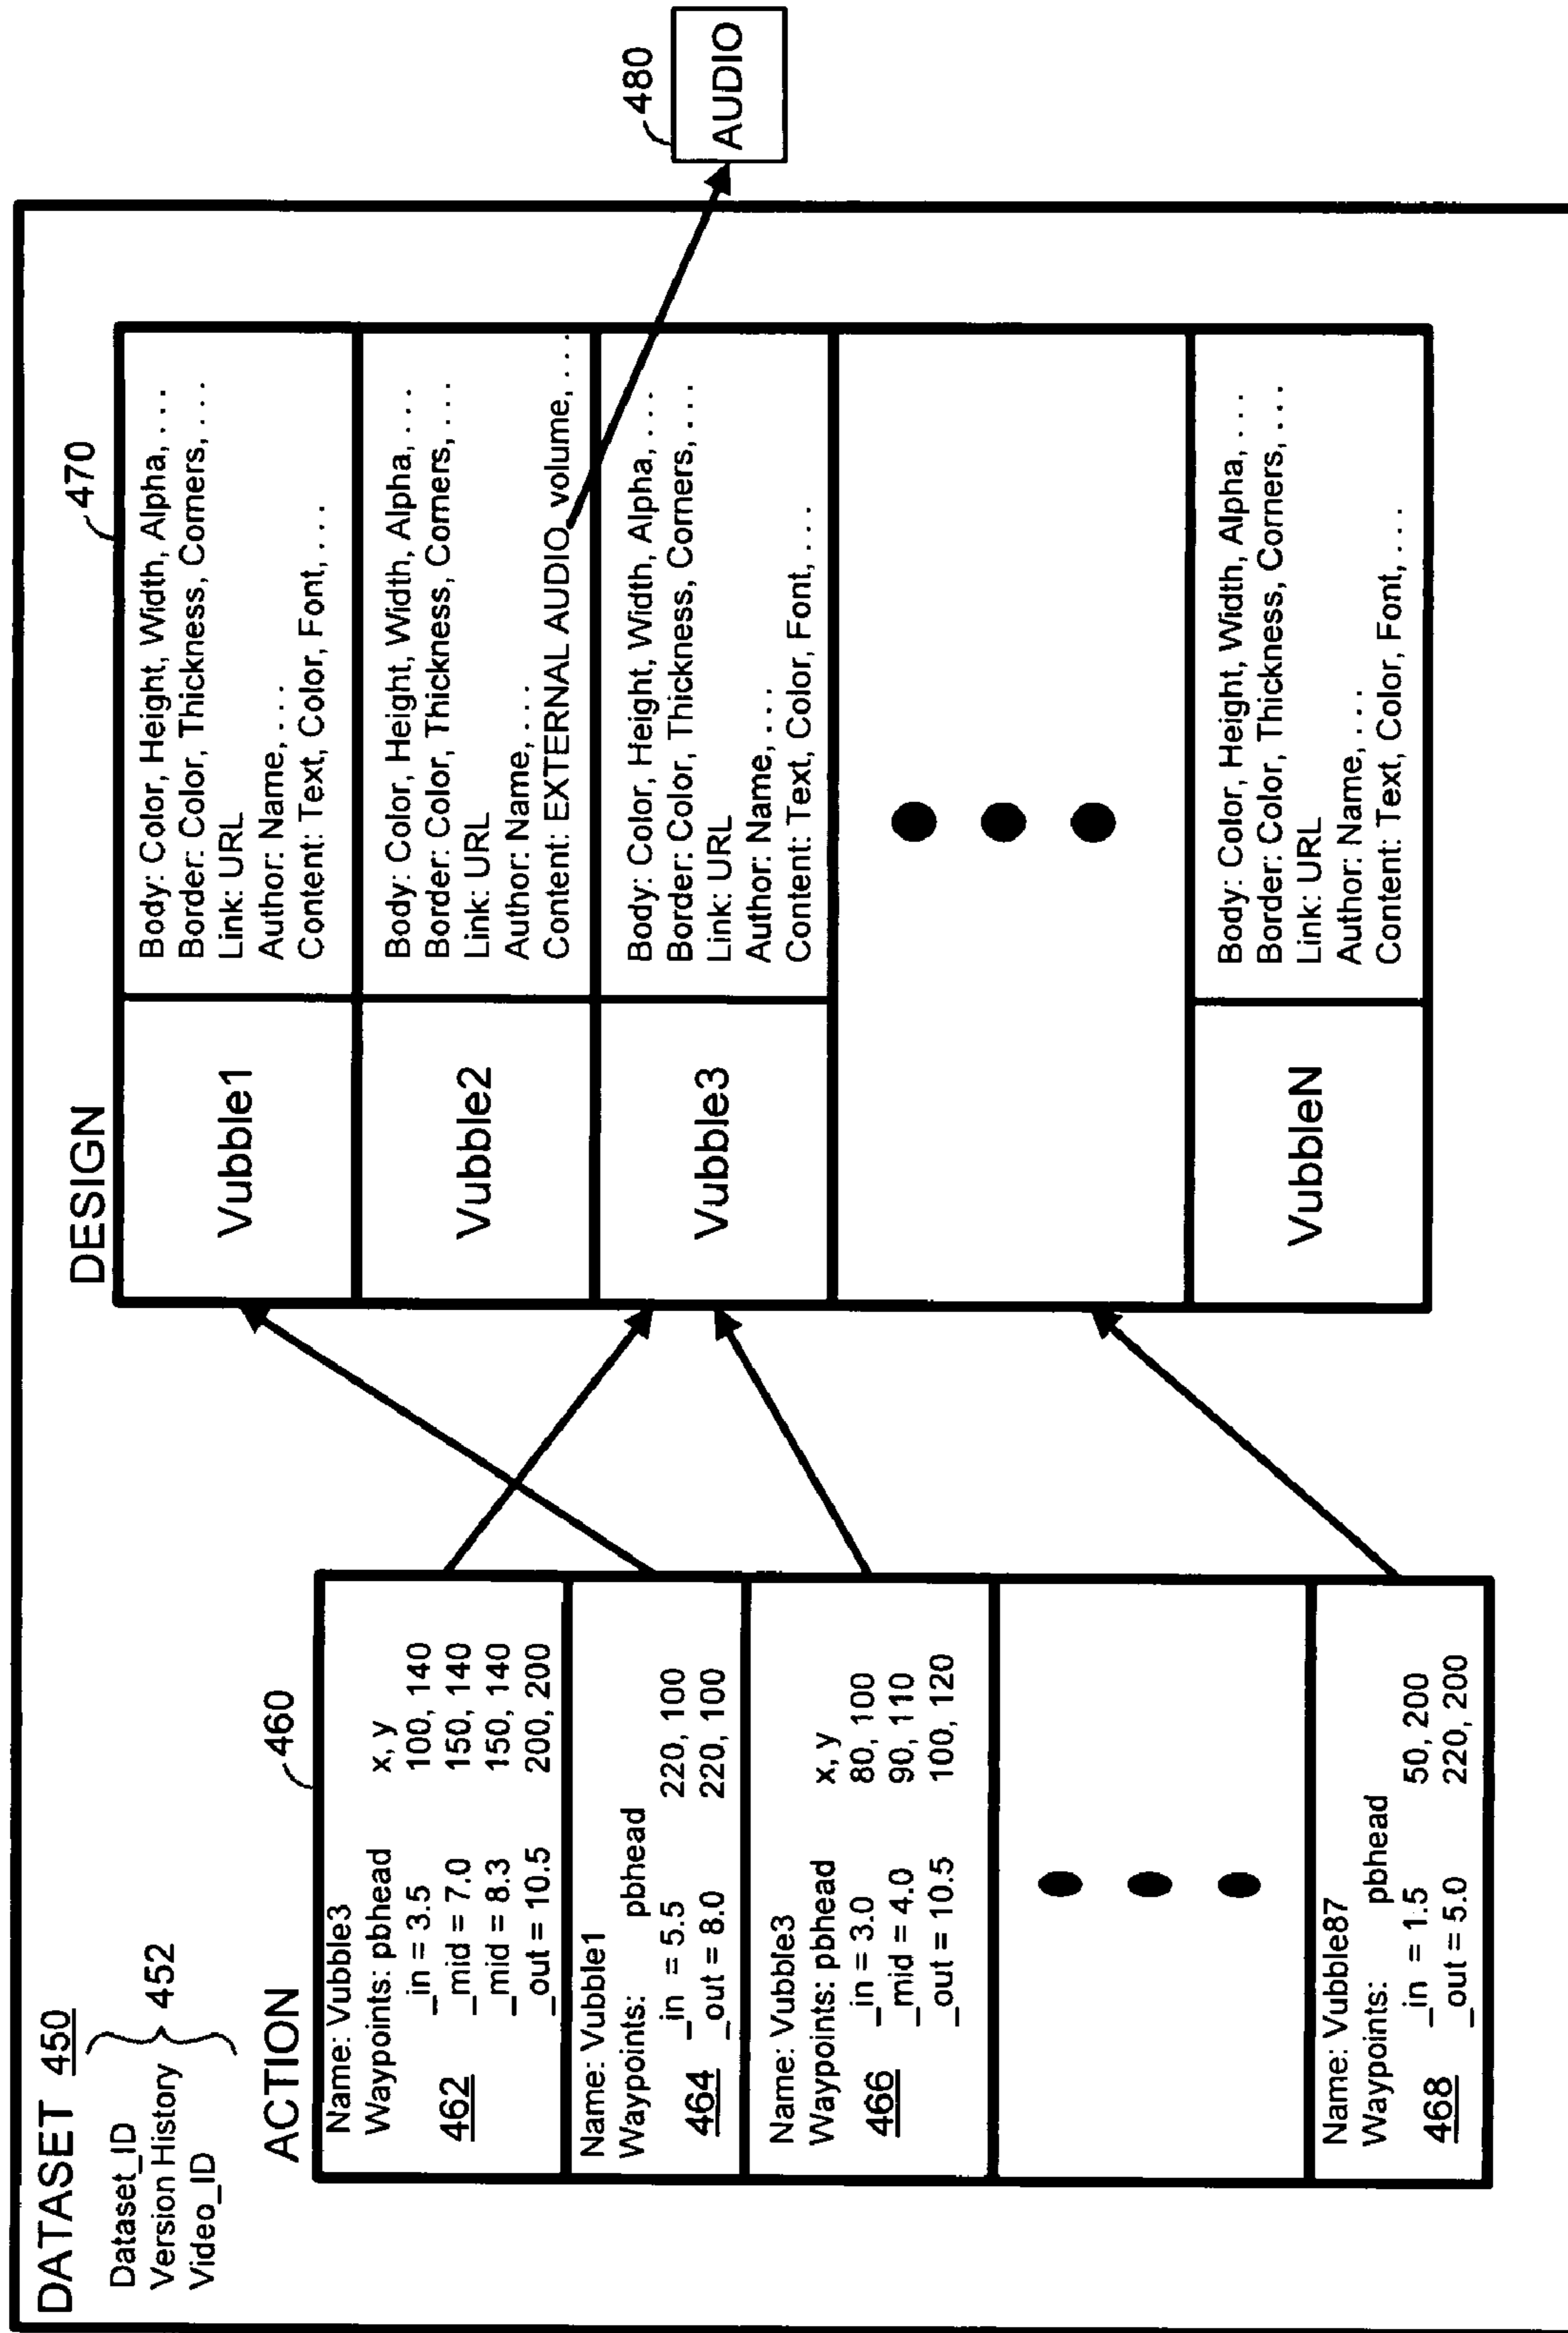 DATASET 450
Dataset_ID
Version History
Video_ID
452
ACTION
460
Name: Vubble3
Waypoints: pbhead x, y
_in = 3.5 100, 140
_mid = 7.0 150, 140
_mid = 8.3 150, 140
_out = 10.5 200, 200
462
Name: Vubble1
Waypoints: pbhead
_in = 5.5 220, 100
_out = 8.0 220, 100
464
Name: Vubble3
Waypoints: pbhead x, y
_in = 3.0 80, 100
_mid = 4.0 90, 110
_out = 10.5 100, 120
466
Name: Vubble87
Waypoints: pbhead
_in = 1.5 50, 200
_out = 5.0 220, 200
468
DESIGN
470
Vubble1
Body: Color, Height, Width, Alpha, . . .
Border: Color, Thickness, Corners, . . .
Link: URL
Author: Name, . . .
Content: Text, Color, Font, . . .
Vubble2
Body: Color, Height, Width, Alpha, . . .
Border: Color, Thickness, Corners, . . .
Link: URL
Author: Name, . . .
Content: EXTERNAL AUDIO, volume, . . .
Vubble3
Body: Color, Height, Width, Alpha, . . .
Border: Color, Thickness, Corners, . . .
Link: URL
Author: Name, . . .
Content: Text, Color, Font, . . .
VubbleN
Body: Color, Height, Width, Alpha, . . .
Border: Color, Thickness, Corners, . . .
Link: URL
Author: Name, . . .
Content: Text, Color, Font, . . .
480
AUDIO